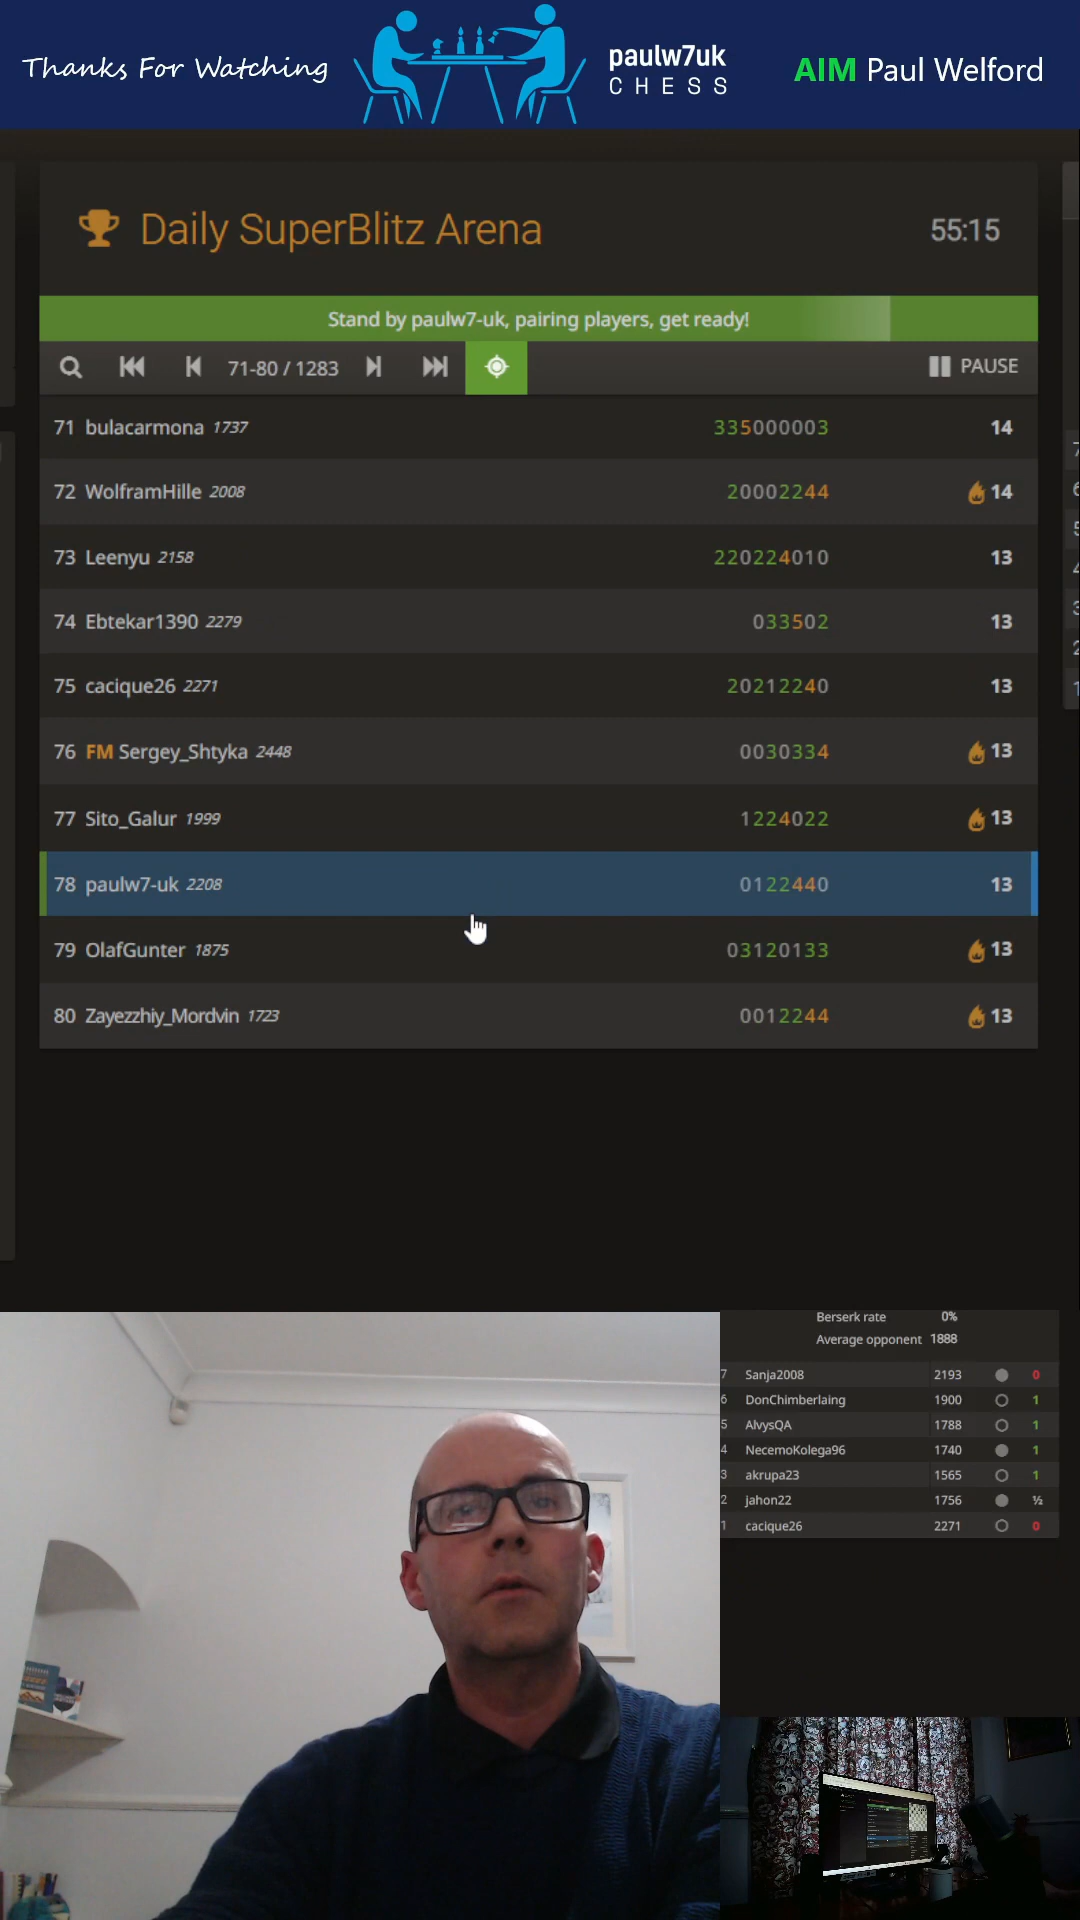 Thanks For Watching
paulw7uk
CHESS
AIM Paul Welford
Daily SuperBlitz Arena
55:15
Stand by paulw7-uk, pairing players, get ready!
71-80 / 1283
PAUSE
71 bulacarmona 1737 335000003 14
72 WolframHille 2008 20002244 14
73 Leenyu 2158 220224010 13
74 Ebtekar1390 2279 033502 13
75 cacique26 2271 20212240 13
76 FM Sergey_Shtyka 2448 0030334 13
77 Sito_Galur 1999 1224022 13
78 paulw7-uk 2208 0122440 13
79 OlafGunter 1875 03120133 13
80 Zayezzhiy_Mordvin 1723 0012244 13
Berserk rate 0%
Average opponent 1888
7 Sanja2008 2193 0
6 DonChimberlaing 1900 1
5 AlvysQA 1788 1
4 NecemoKolega96 1740 1
3 akrupa23 1565 1
2 jahon22 1756 ½
1 cacique26 2271 0